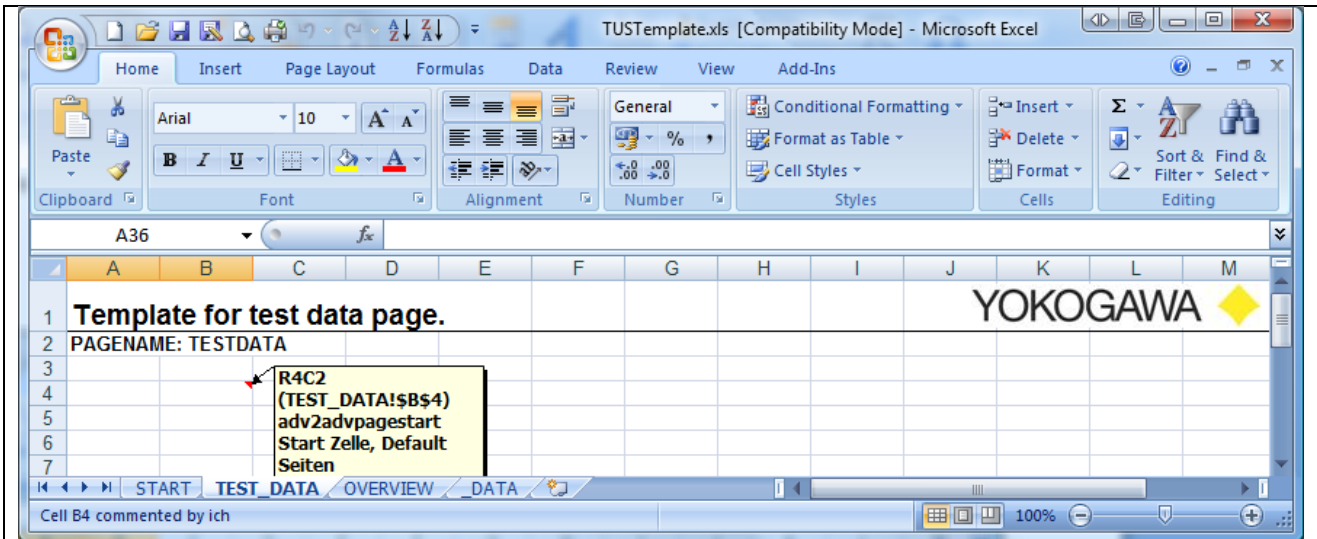 TUSTemplate.xls [Compatibility Mode] - Microsoft Excel
Home Insert Page Layout Formulas Data Review View Add-Ins
Paste
Clipboard
Arial 10 A A
B I U A
Font
Alignment
General
% ,
.0 .00 .00 .0
Number
Conditional Formatting
Format as Table
Cell Styles
Styles
Insert
Delete
Format
Cells
Σ
Sort & Filter
Find & Select
Editing
A36 fx
A B C D E F G H I J K L M
1 Template for test data page. YOKOGAWA
2 PAGENAME: TESTDATA
3
4
5
6
7
R4C2
(TEST_DATA!$B$4)
adv2advpagestart
Start Zelle, Default
Seiten
START TEST_DATA OVERVIEW _DATA
Cell B4 commented by ich 100%